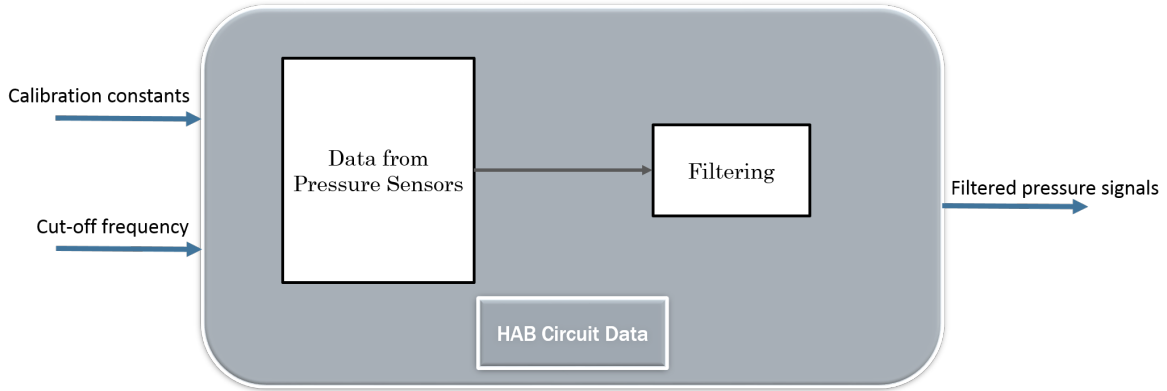 Calibration constants
Cut-off frequency
Data from
Pressure Sensors
Filtering
Filtered pressure signals
HAB Circuit Data